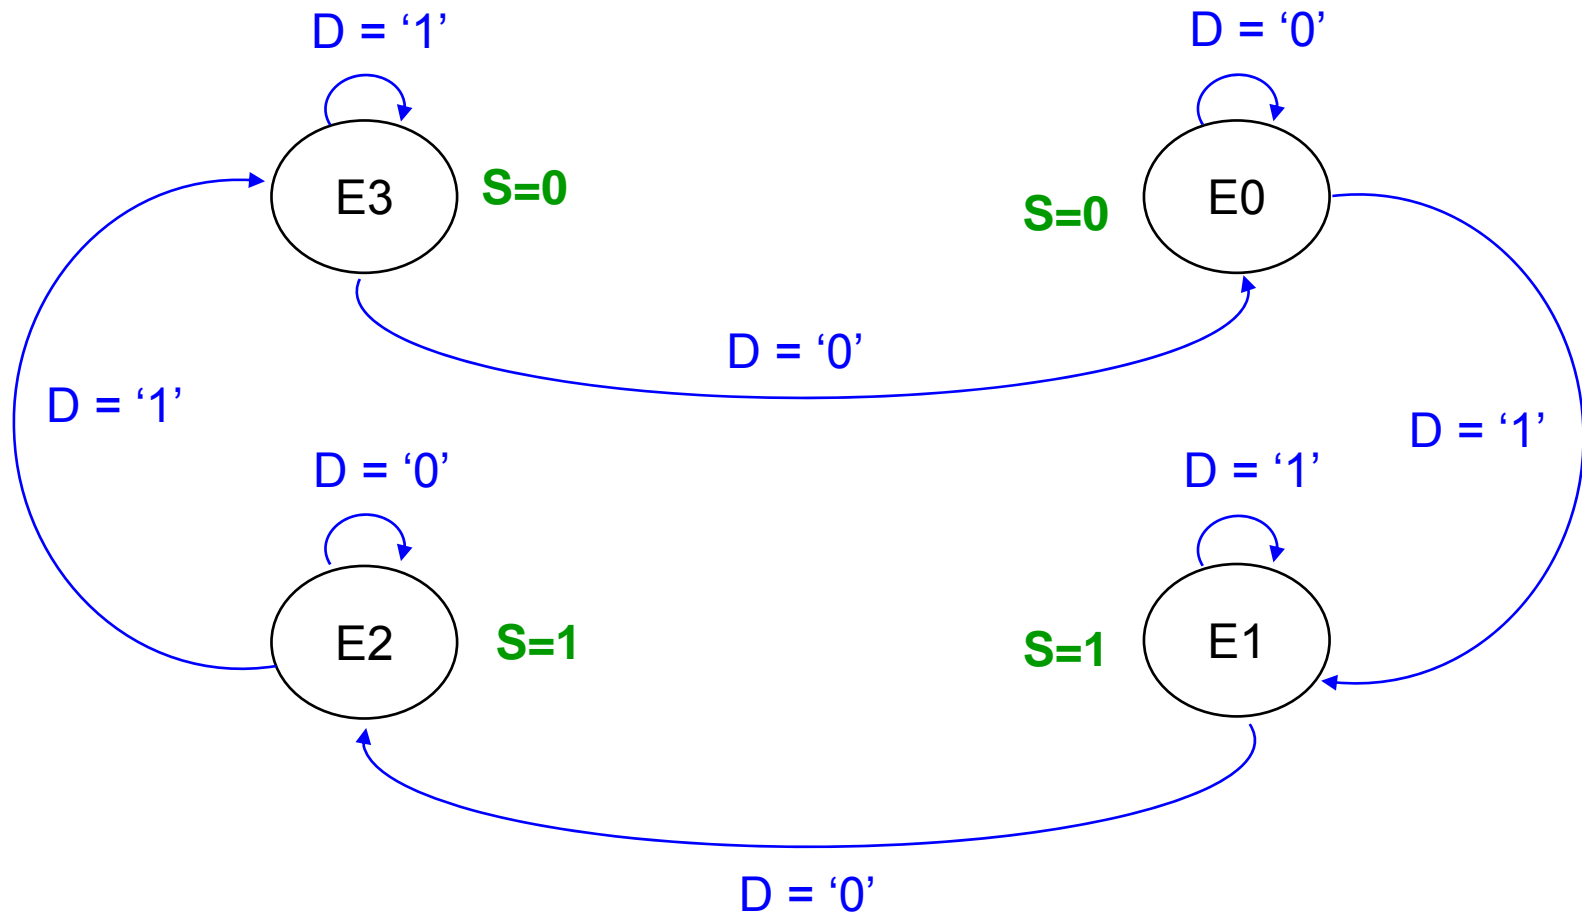 D = ‘1’
D = ‘0’
E3
S=0
S=0
E0
D = ‘0’
D = ‘1’
D = ‘1’
D = ‘0’
D = ‘1’
E2
S=1
S=1
E1
D = ‘0’